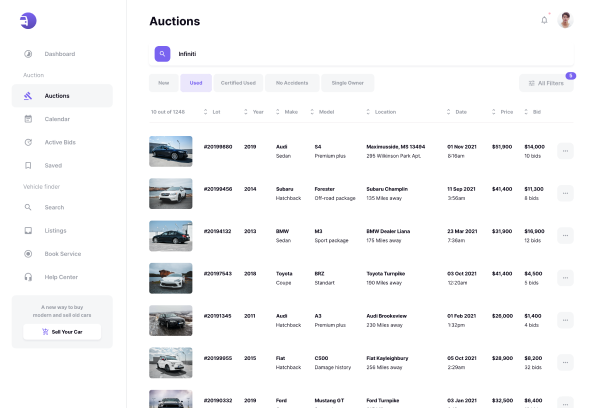 Auctions
Infiniti
New
Used
Certified Used
No Accidents
Single Owner
All Filters
5
Dashboard
Auction
Auctions
Calendar
Active Bids
Saved
Vehicle finder
Search
Listings
Book Service
Help Center
A new way to buy
modern and sell old cars
Sell Your Car
10 out of 1248 Lot Year Make Model Location Date Price Bid
#20199880 2019 Audi S4 Maximusside, MS 13494 01 Nov 2021 $51,900 $14,000
Sedan Premium plus 295 Wilkinson Park Apt. 8:16am 10 bids
#20199456 2014 Subaru Forester Subaru Champlin 11 Sep 2021 $41,400 $11,300
Hatchback Off-road package 135 Miles away 3:56am 8 bids
#20194132 2013 BMW M3 BMW Dealer Liana 23 Mar 2021 $31,900 $16,900
Sedan Sport package 175 Miles away 7:36am 12 bids
#20197543 2018 Toyota BRZ Toyota Turnpike 03 Oct 2021 $41,400 $4,500
Coupe Standart 190 Miles away 12:20am 5 bids
#20191345 2011 Audi A3 Audi Brookeview 01 Feb 2021 $26,000 $1,400
Hatchback Premium plus 230 Miles away 1:32pm 4 bids
#20199955 2015 Fiat C500 Fiat Kayleighbury 05 Oct 2021 $28,900 $8,200
Hatchback Damage history 256 Miles away 2:29am 32 bids
#20190332 2019 Ford Mustang GT Ford Turnpike 03 Jan 2021 $32,500 $6,400